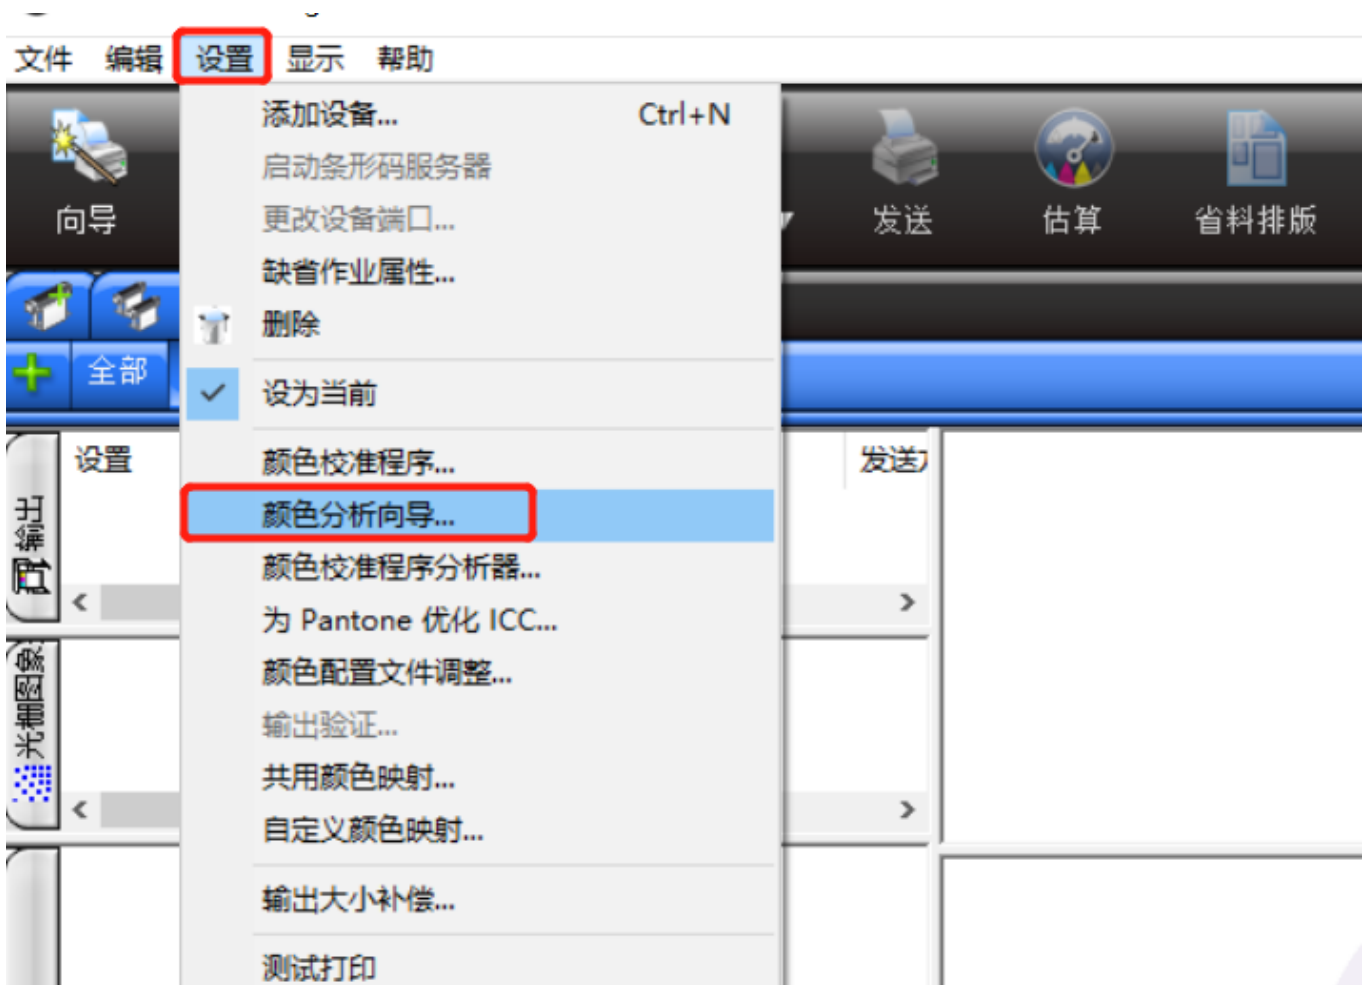 文件 编辑 设置 显示 帮助
添加设备... Ctrl+N
启动条形码服务器
更改设备端口...
缺省作业属性...
删除
设为当前
颜色校准程序...
颜色分析向导...
颜色校准程序分析器...
为 Pantone 优化 ICC...
颜色配置文件调整...
输出验证...
共用颜色映射...
自定义颜色映射...
输出大小补偿...
测试打印
向导
发送
估算
省料排版
全部
设置
发送
输出
光栅图象